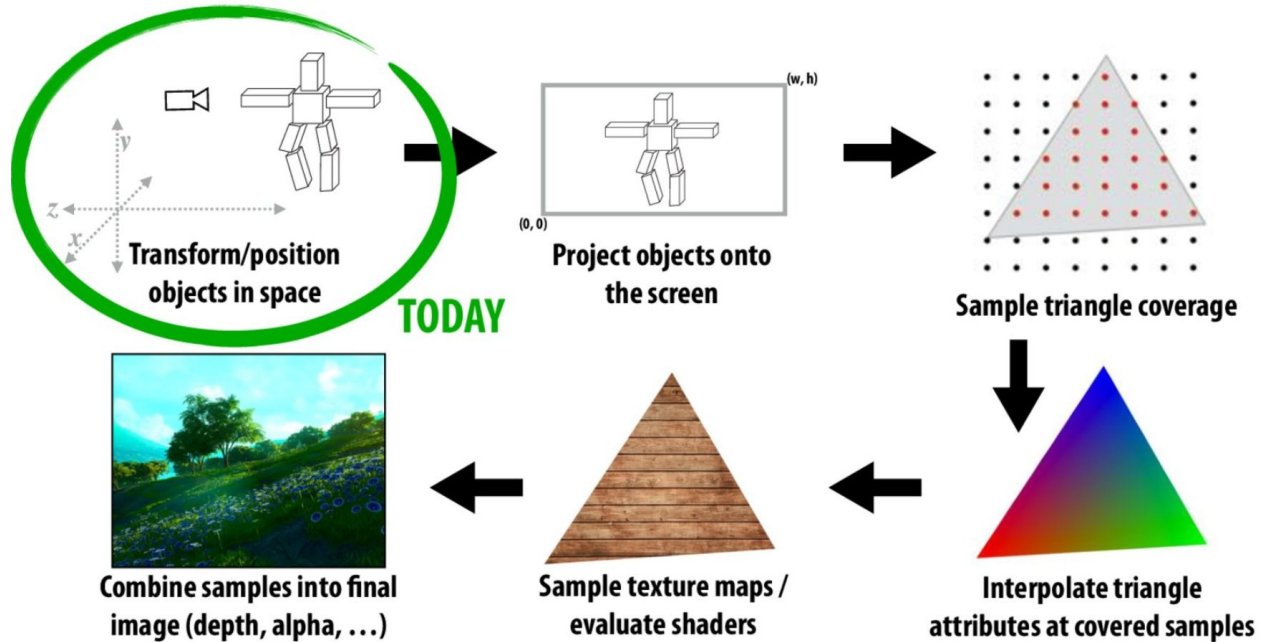 y
z
x
Transform/position
objects in space
TODAY
(w, h)
(0, 0)
Project objects onto
the screen
Sample triangle coverage
Interpolate triangle
attributes at covered samples
Sample texture maps /
evaluate shaders
Combine samples into final
image (depth, alpha, …)